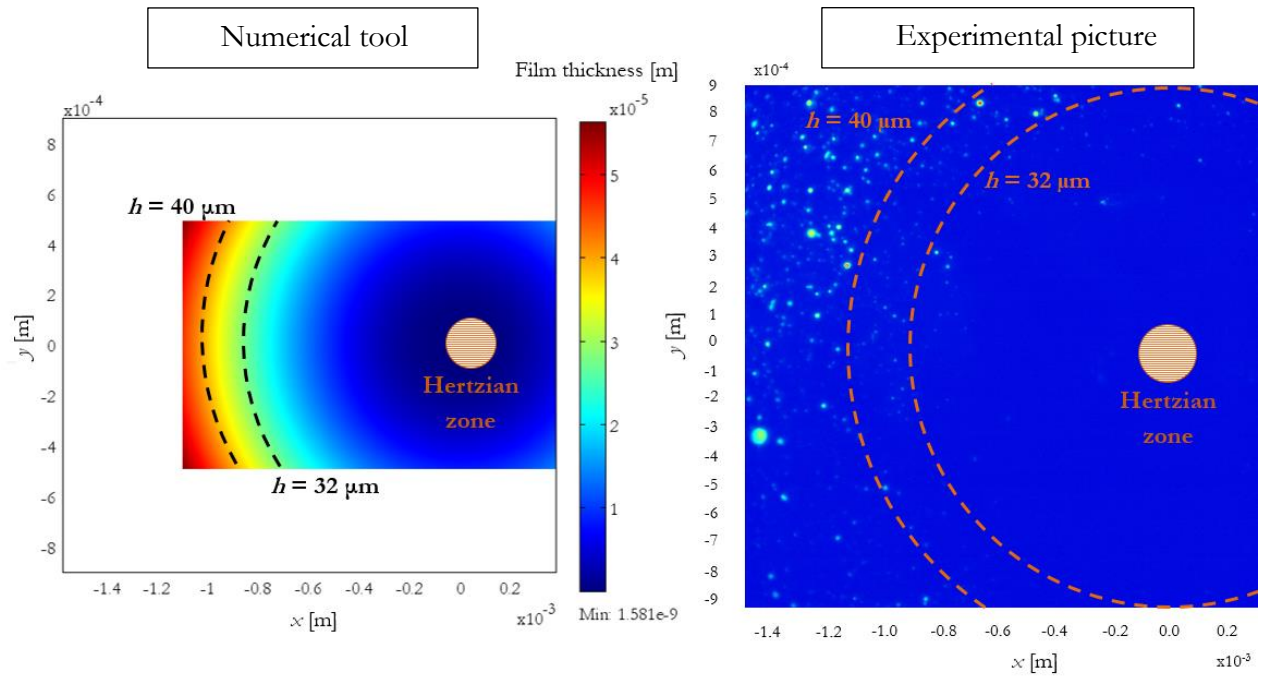 Numerical tool
Film thickness [m]
x10⁻⁴
x10⁻⁵
8
6
4
2
0
-2
-4
-6
-8
y [m]
h = 40 µm
h = 32 µm
Hertzian
zone
5
4
3
2
1
Min: 1.581e-9
-1.4 -1.2 -1 -0.8 -0.6 -0.4 -0.2 0 0.2
x10⁻³
x [m]
Experimental picture
x10⁻⁴
9
8
7
6
5
4
3
2
1
0
-1
-2
-3
-4
-5
-6
-7
-8
-9
y [m]
h = 40 µm
h = 32 µm
Hertzian
zone
-1.4 -1.2 -1.0 -0.8 -0.6 -0.4 -0.2 0.0 0.2
x [m]
x10⁻³